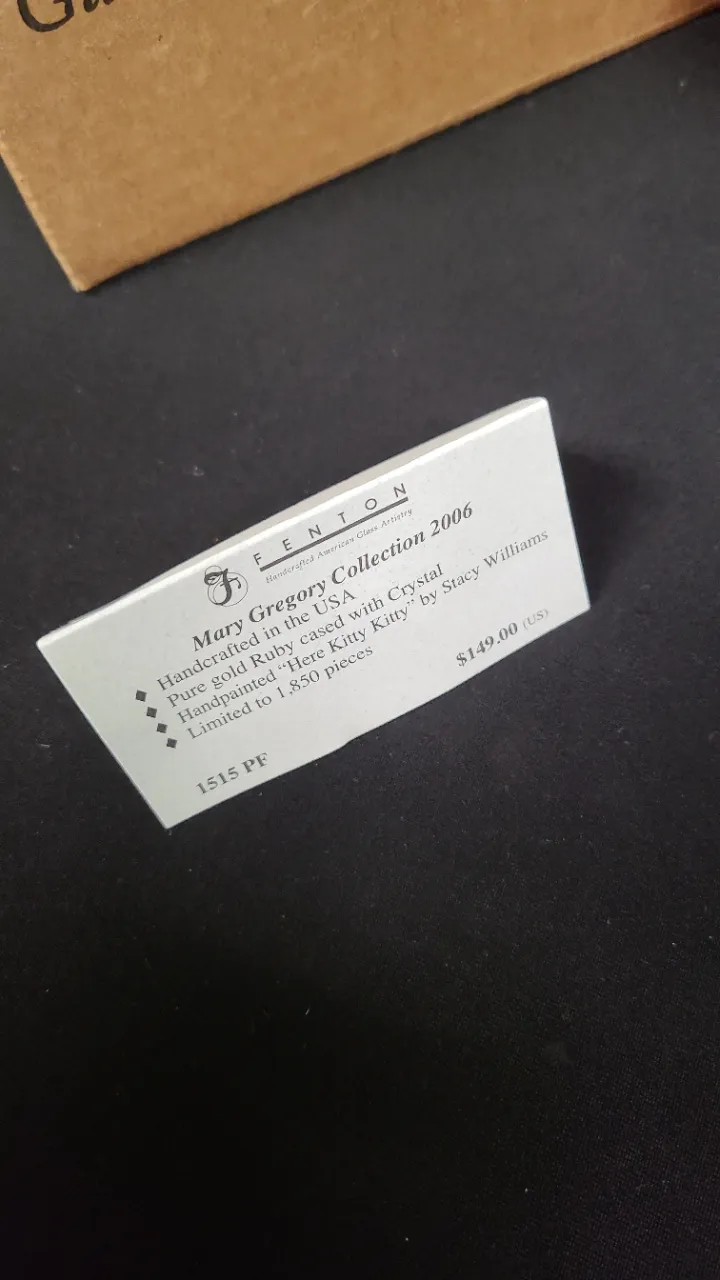 FENTON
Handcrafted American Glass Artistry
Mary Gregory Collection 2006
◆ Handcrafted in the USA
◆ Pure gold Ruby cased with Crystal
◆ Handpainted “Here Kitty Kitty” by Stacy Williams
◆ Limited to 1,850 pieces
1515 PF $149.00 (US)